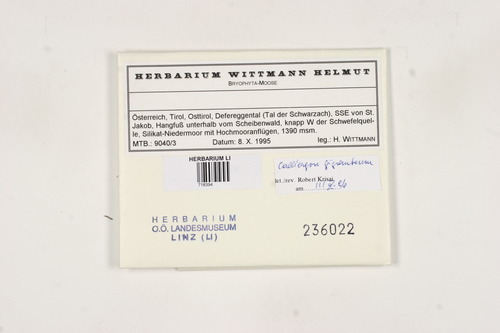 HERBARIUM WITTMANN HELMUT
BRYOPHYTA-MOOSE
Österreich, Tirol, Osttirol, Defereggental (Tal der Schwarzach), SSE von St.
Jakob, Hangfuß unterhalb vom Scheibenwald, knapp W der Schwefelquel-
le, Silikat-Niedermoor mit Hochmooranflügen, 1390 msm.
MTB.: 9040/3 Datum: 8. X. 1995 leg.: H. WITTMANN
HERBARIUM LI
718394
Calliergon giganteum
det./rev. Robert Krisai
am
HERBARIUM
O.Ö. LANDESMUSEUM
LINZ (LI)
236022